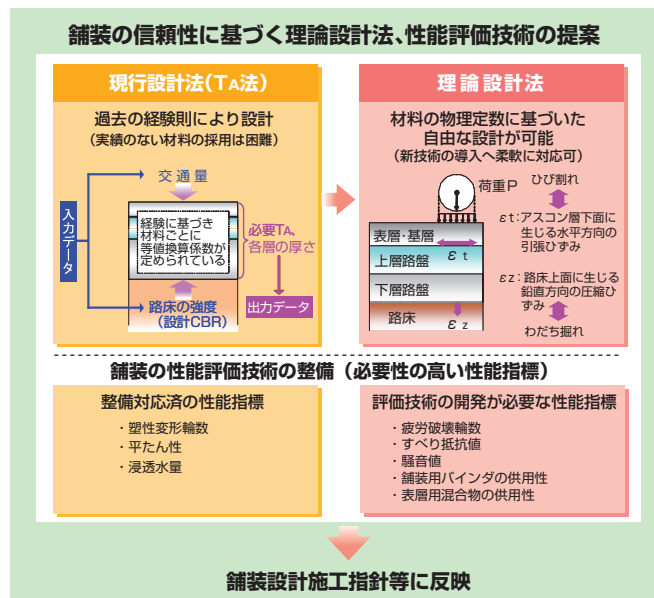 舗装の信頼性に基づく理論設計法、性能評価技術の提案
現行設計法(TA法)
過去の経験則により設計
(実績のない材料の採用は困難)
入力データ
交通量
経験に基づき
材料ごとに
等値換算係数が
定められている
必要TA、
各層の厚さ
路床の強度
(設計CBR)
出力データ
理論設計法
材料の物理定数に基づいた
自由な設計が可能
(新技術の導入へ柔軟に対応可)
荷重P
ひび割れ
表層・基層
εt
上層路盤
下層路盤
路床
εz
εt:アスコン層下面に
生じる水平方向の
引張ひずみ
εz:路床上面に生じる
鉛直方向の圧縮ひ
ずみ
わだち掘れ
舗装の性能評価技術の整備(必要性の高い性能指標)
整備対応済の性能指標
・塑性変形輪数
・平たん性
・浸透水量
評価技術の開発が必要な性能指標
・疲労破壊輪数
・すべり抵抗値
・騒音値
・舗装用バインダの供用性
・表層用混合物の供用性
舗装設計施工指針等に反映